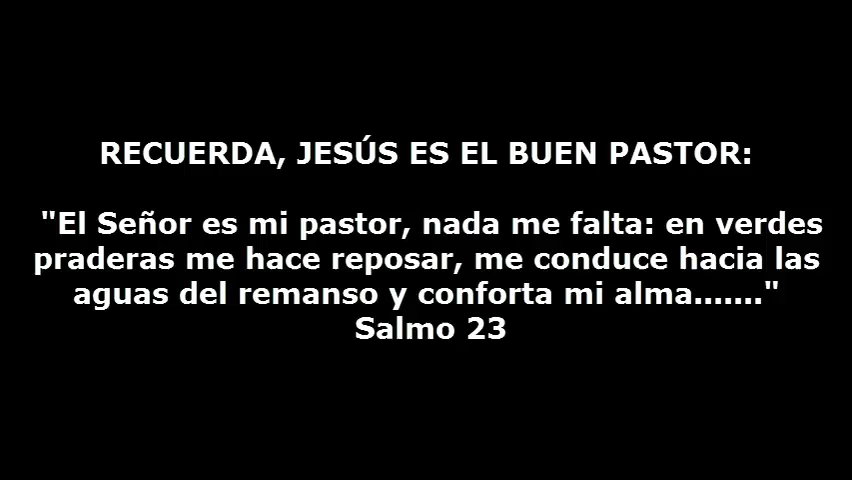 RECUERDA, JESÚS ES EL BUEN PASTOR:
"El Señor es mi pastor, nada me falta: en verdes
praderas me hace reposar, me conduce hacia las
aguas del remanso y conforta mi alma......."
Salmo 23